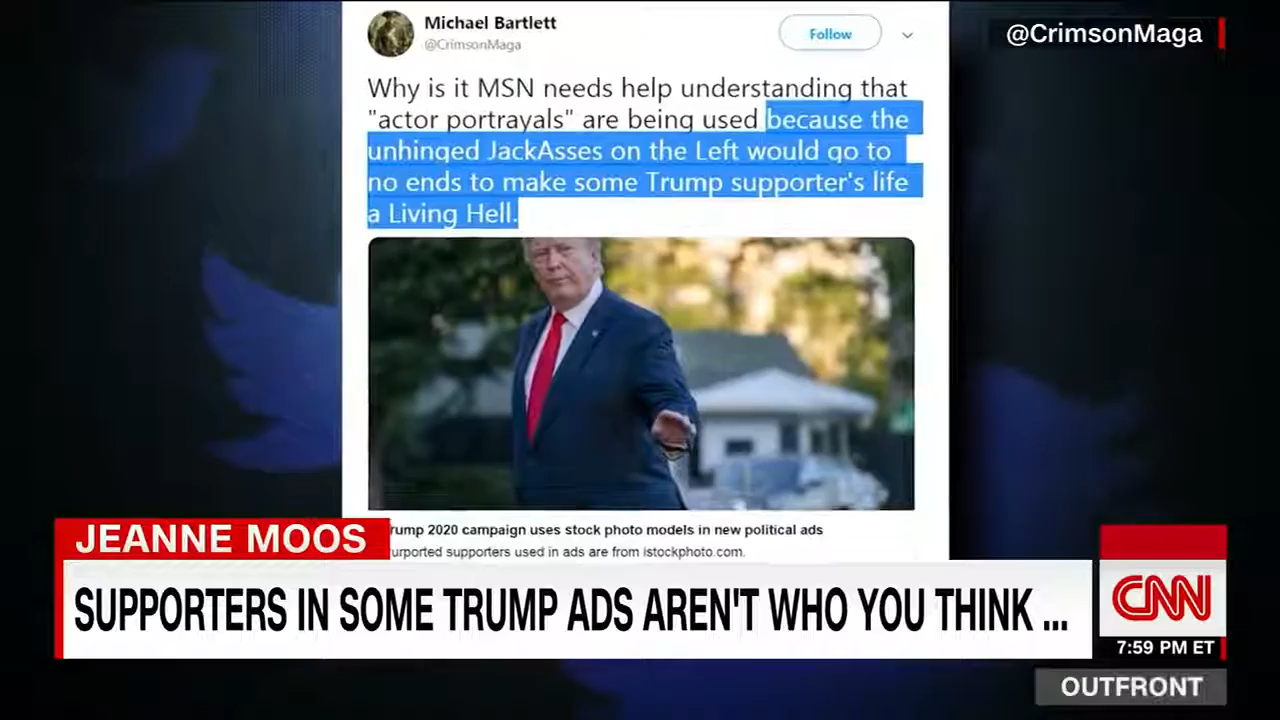 Michael Bartlett
@CrimsonMaga
Follow
@CrimsonMaga
Why is it MSN needs help understanding that
"actor portrayals" are being used because the
unhinged JackAsses on the Left would go to
no ends to make some Trump supporter's life
a Living Hell.
rump 2020 campaign uses stock photo models in new political ads
urported supporters used in ads are from istockphoto.com.
JEANNE MOOS
SUPPORTERS IN SOME TRUMP ADS AREN'T WHO YOU THINK ...
CNN
7:59 PM ET
OUTFRONT